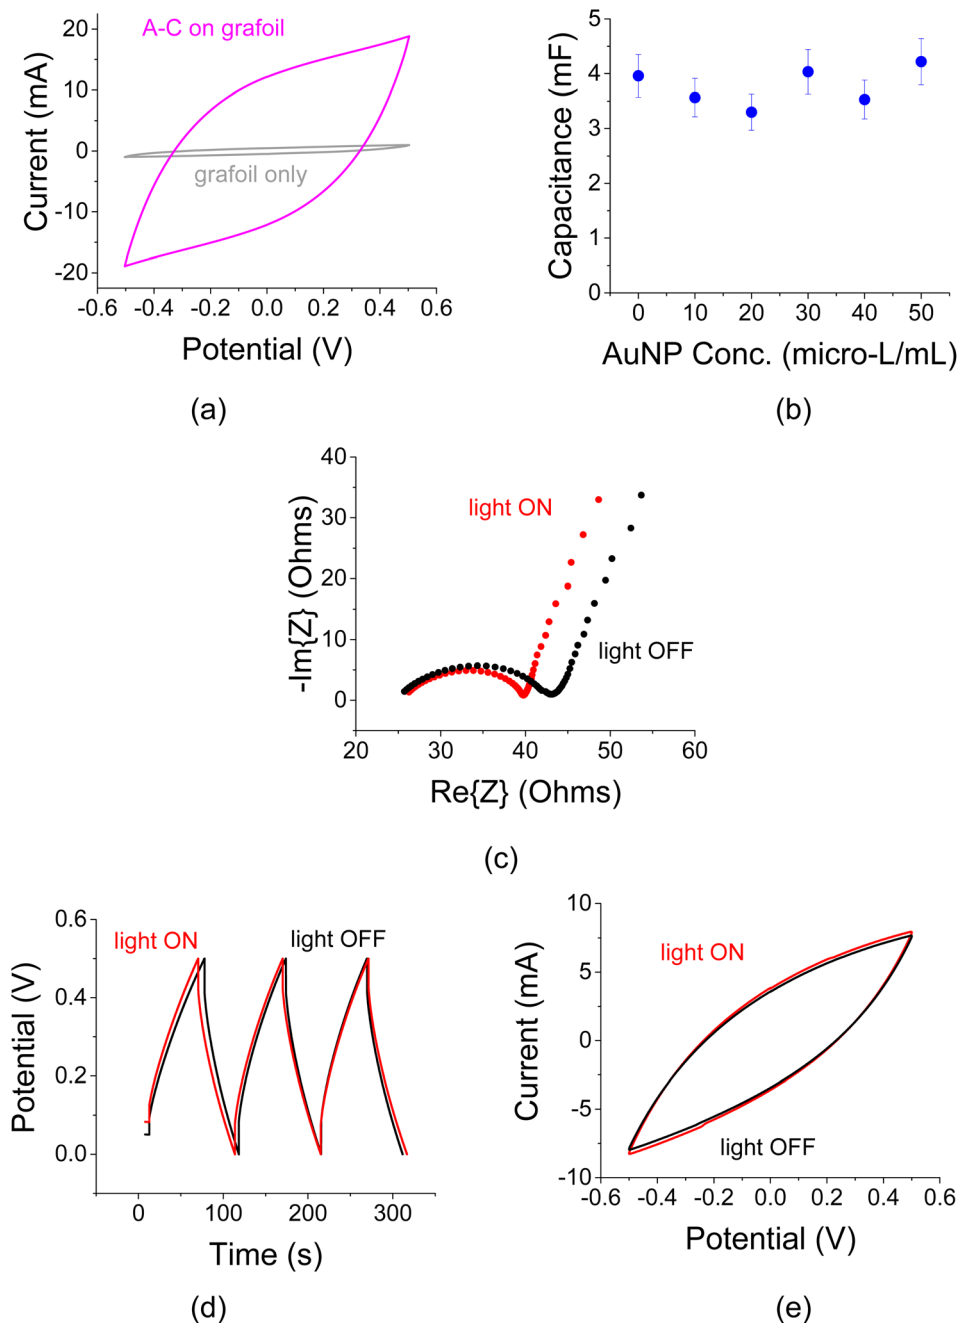 A-C on grafoil
grafoil only
Current (mA)
20
10
0
-10
-20
-0.6 -0.4 -0.2 0.0 0.2 0.4 0.6
Potential (V)
(a)
Capacitance (mF)
5
4
3
2
1
0
0 10 20 30 40 50
AuNP Conc. (micro-L/mL)
(b)
-Im{Z} (Ohms)
40
30
20
10
0
light ON
light OFF
20 30 40 50 60
Re{Z} (Ohms)
(c)
Potential (V)
0.6
0.4
0.2
0.0
light ON light OFF
0 100 200 300
Time (s)
(d)
Current (mA)
10
5
0
-5
-10
light ON
light OFF
-0.6 -0.4 -0.2 0.0 0.2 0.4 0.6
Potential (V)
(e)